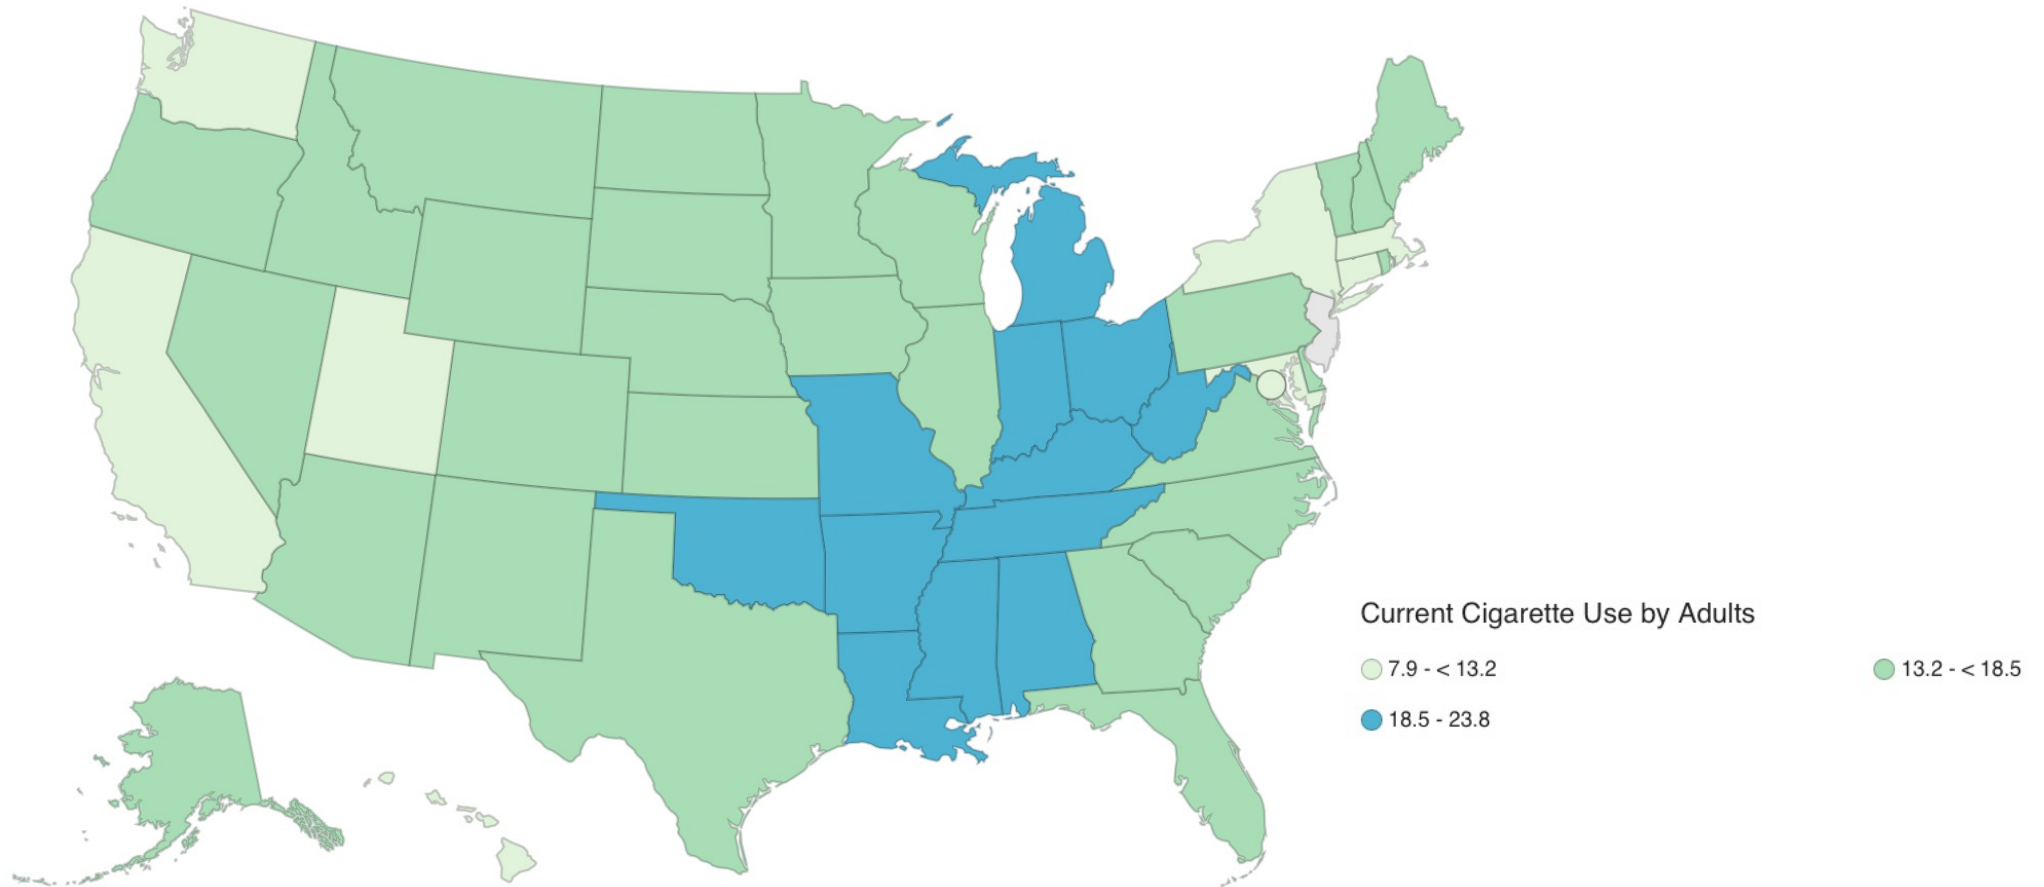 Current Cigarette Use by Adults
7.9 - < 13.2
13.2 - < 18.5
18.5 - 23.8